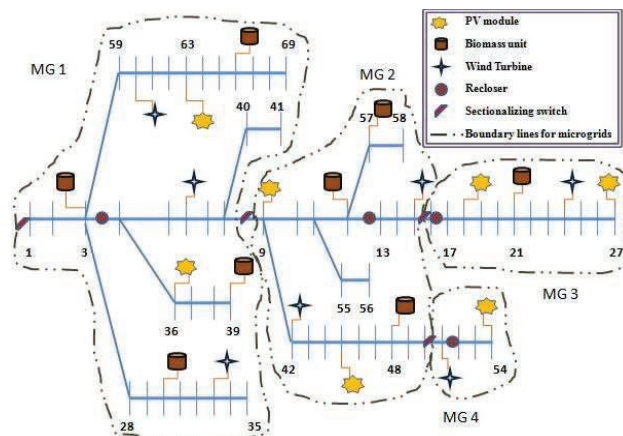 MG 1
59
63
69
40
41
MG 2
57
58
PV module
Biomass unit
Wind Turbine
Recloser
Sectionalizing switch
Boundary lines for microgrids
1
3
9
13
17
21
27
36
39
55
56
MG 3
42
48
54
MG 4
28
35